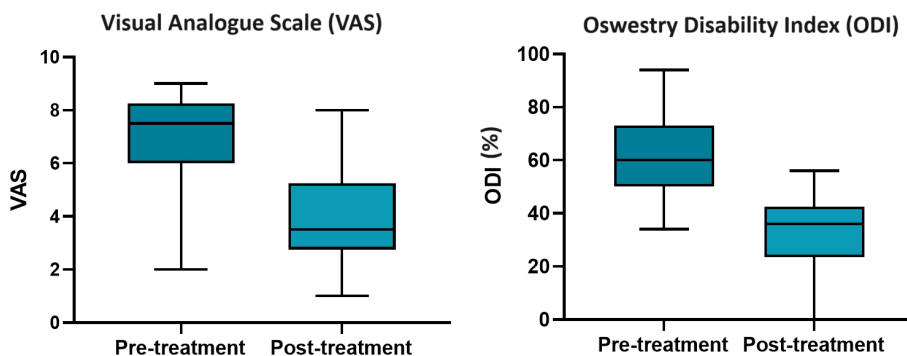 Visual Analogue Scale (VAS)
10
8
6
4
2
0
VAS
Pre-treatment
Post-treatment
Oswestry Disability Index (ODI)
100
80
60
40
20
0
ODI (%)
Pre-treatment
Post-treatment